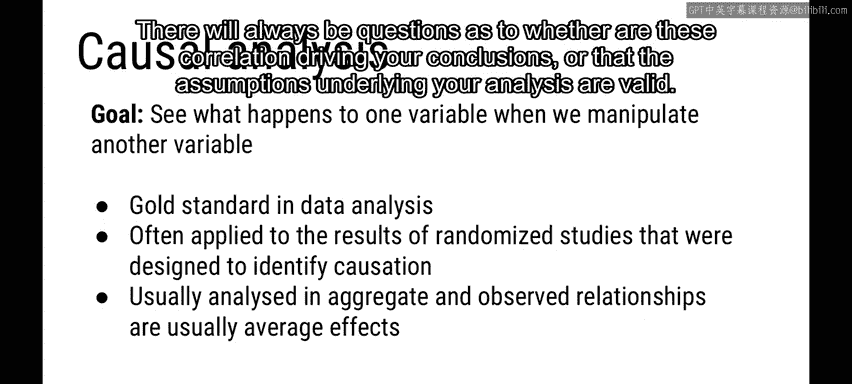 GPT中英字幕课程资源@bilibili.com
Causal analysis
There will always be questions as to whether are these
correlation driving your conclusions, or that the
assumptions underlying your analysis are valid.
Goal: See what happens to one variable when we manipulate
another variable
● Gold standard in data analysis
● Often applied to the results of randomized studies that were
designed to identify causation
● Usually analysed in aggregate and observed relationships
are usually average effects